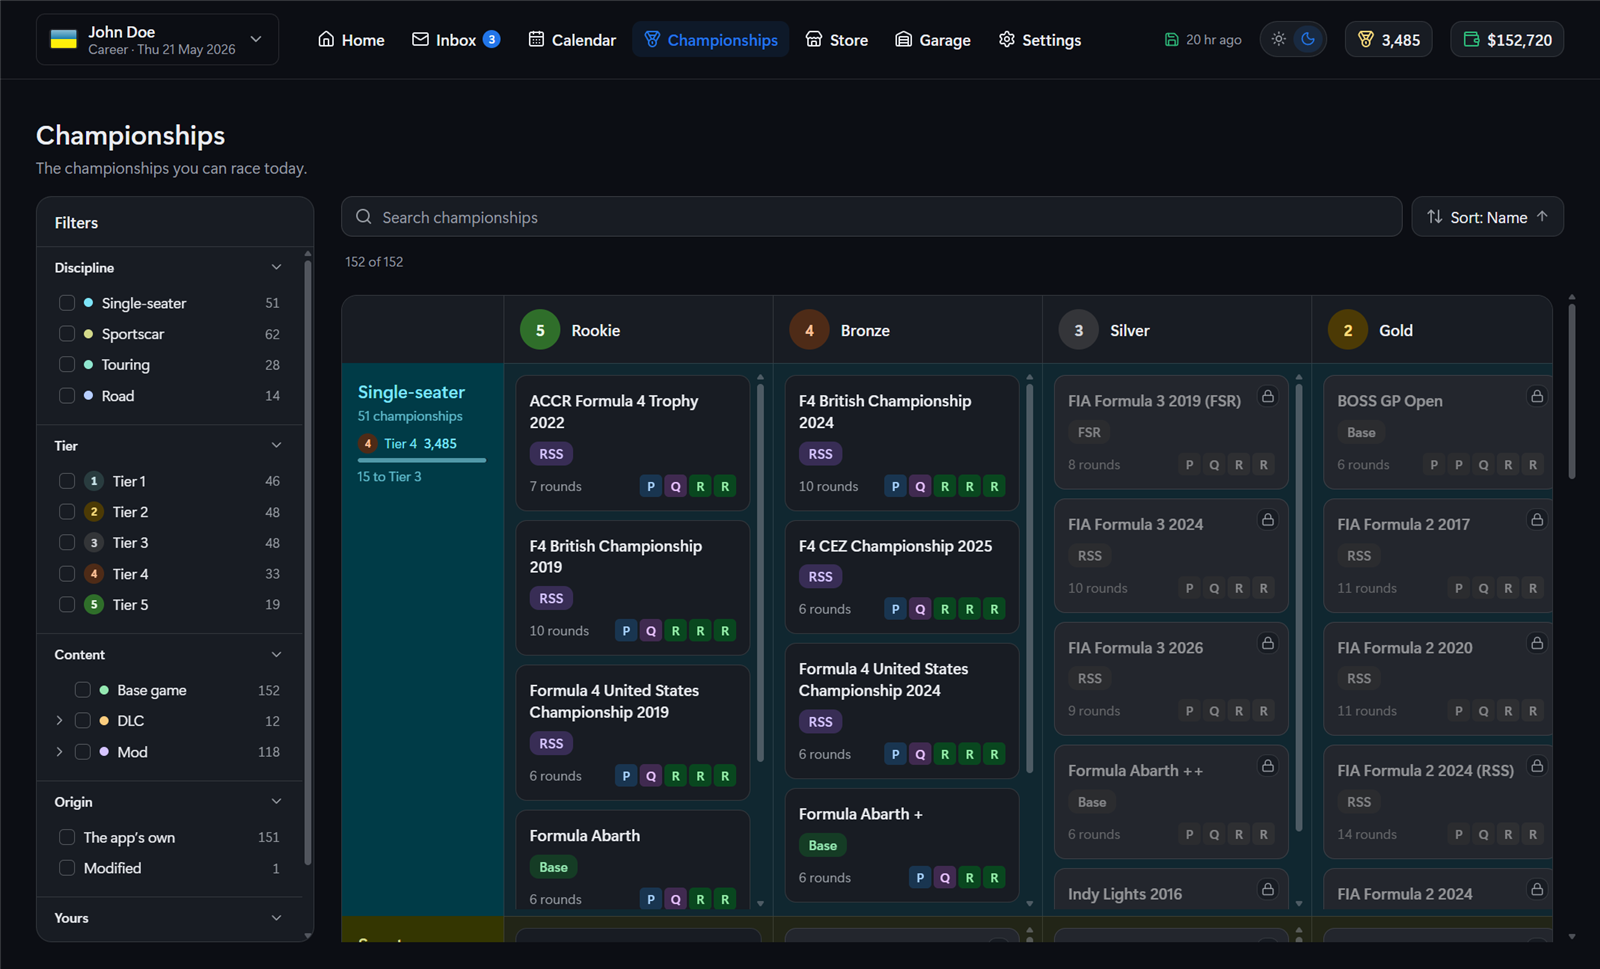 John Doe
Career · Thu 21 May 2026
Home
Inbox 3
Calendar
Championships
Store
Garage
Settings
20 hr ago
3,485
$152,720
Championships
The championships you can race today.
Filters
Discipline
Single-seater 51
Sportscar 62
Touring 28
Road 14
Tier
1 Tier 1 46
2 Tier 2 48
3 Tier 3 48
4 Tier 4 33
5 Tier 5 19
Content
Base game 152
DLC 12
Mod 118
Origin
The app's own 151
Modified 1
Yours
Search championships
Sort: Name
152 of 152
5 Rookie
4 Bronze
3 Silver
2 Gold
Single-seater
51 championships
4 Tier 4 3,485
15 to Tier 3
ACCR Formula 4 Trophy
2022
RSS
7 rounds P Q R R
F4 British Championship
2019
RSS
10 rounds P Q R R R
Formula 4 United States
Championship 2019
RSS
6 rounds P Q R R R
Formula Abarth
Base
6 rounds P Q R R
F4 British Championship
2024
RSS
10 rounds P Q R R R
F4 CEZ Championship 2025
RSS
6 rounds P Q R R R
Formula 4 United States
Championship 2024
RSS
6 rounds P Q R R R
Formula Abarth +
Base
6 rounds P Q R R
FIA Formula 3 2019 (FSR)
FSR
8 rounds P Q R R
FIA Formula 3 2024
RSS
10 rounds P Q R R
FIA Formula 3 2026
RSS
9 rounds P Q R R
Formula Abarth ++
Base
6 rounds P Q R R
Indy Lights 2016
BOSS GP Open
Base
6 rounds P P Q R R
FIA Formula 2 2017
RSS
11 rounds P Q R R
FIA Formula 2 2020
RSS
11 rounds P Q R R
FIA Formula 2 2024 (RSS)
RSS
14 rounds P Q R R
FIA Formula 2 2024